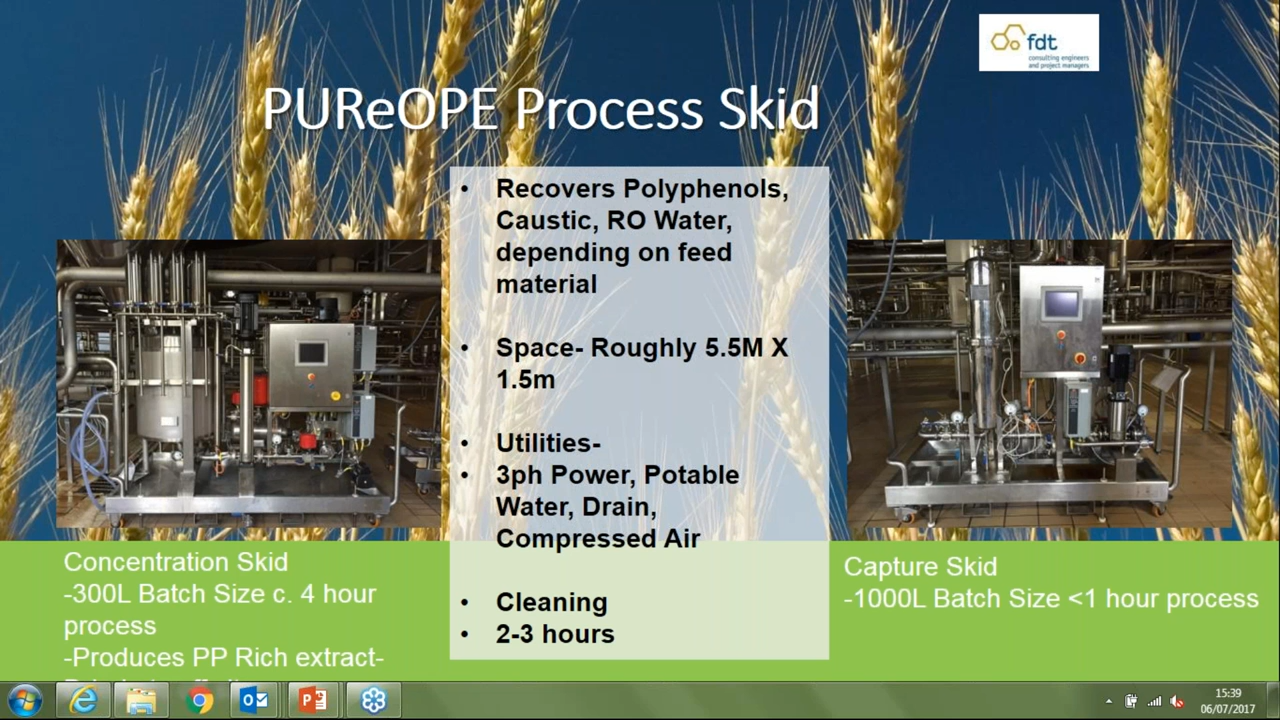 fdt
consulting engineers
and project managers
PUReOPE Process Skid
• Recovers Polyphenols,
Caustic, RO Water,
depending on feed
material
• Space- Roughly 5.5M X
1.5m
• Utilities-
• 3ph Power, Potable
Water, Drain,
Compressed Air
• Cleaning
• 2-3 hours
Concentration Skid
-300L Batch Size c. 4 hour
process
-Produces PP Rich extract-
Capture Skid
-1000L Batch Size <1 hour process
15:39
06/07/2017